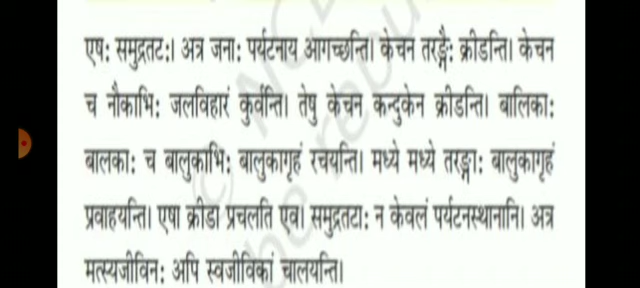 एष: समुद्रतट:। अत्र जना: पर्यटनाय आगच्छन्ति। केचन तरङ्गै: क्रीडन्ति। केचन
च नौकाभि: जलविहारं कुर्वन्ति। तेषु केचन कन्दुकेन क्रीडन्ति। बालिका:
बालका: च बालुकाभि: बालुकागृहं रचयन्ति। मध्ये मध्ये तरङ्गा: बालुकागृहं
प्रवाहयन्ति। एषा क्रीडा प्रचलति एव। समुद्रतटा: न केवलं पर्यटनस्थानानि। अत्र
मत्स्यजीविन: अपि स्वजीविकां चालयन्ति।